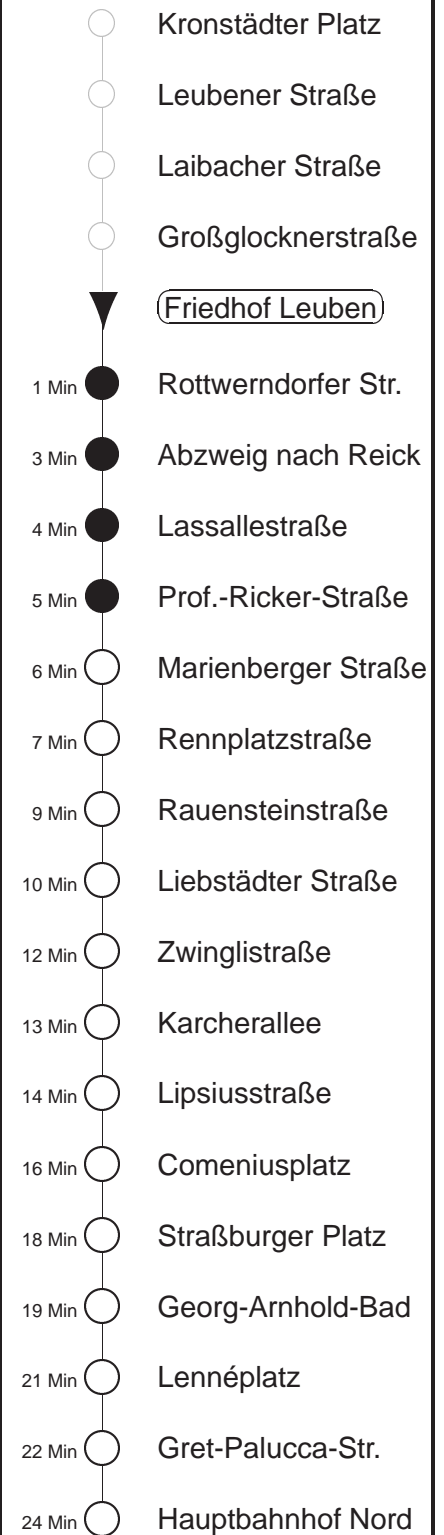 Kronstädter Platz
Leubener Straße
Laibacher Straße
Großglocknerstraße
Friedhof Leuben
1 Min Rottwerndorfer Str.
3 Min Abzweig nach Reick
4 Min Lassallestraße
5 Min Prof.-Ricker-Straße
6 Min Marienberger Straße
7 Min Rennplatzstraße
9 Min Rauensteinstraße
10 Min Liebstädter Straße
12 Min Zwinglistraße
13 Min Karcherallee
14 Min Lipsiusstraße
16 Min Comeniusplatz
18 Min Straßburger Platz
19 Min Georg-Arnhold-Bad
21 Min Lennéplatz
22 Min Gret-Palucca-Str.
24 Min Hauptbahnhof Nord